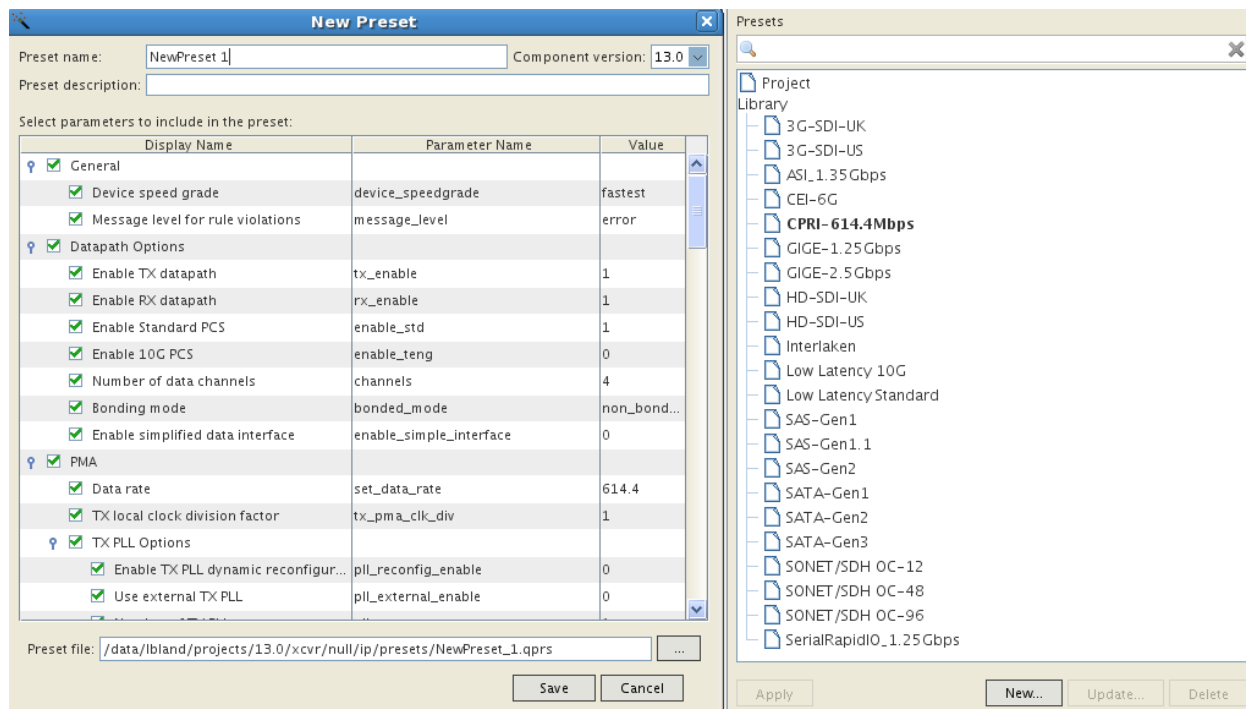 New Preset
Preset name: NewPreset 1 Component version: 13.0
Preset description:
Select parameters to include in the preset:
Display Name Parameter Name Value
General
Device speed grade device_speedgrade fastest
Message level for rule violations message_level error
Datapath Options
Enable TX datapath tx_enable 1
Enable RX datapath rx_enable 1
Enable Standard PCS enable_std 1
Enable 10G PCS enable_teng 0
Number of data channels channels 4
Bonding mode bonded_mode non_bond...
Enable simplified data interface enable_simple_interface 0
PMA
Data rate set_data_rate 614.4
TX local clock division factor tx_pma_clk_div 1
TX PLL Options
Enable TX PLL dynamic reconfigur... pll_reconfig_enable 0
Use external TX PLL pll_external_enable 0
Preset file: /data/lbland/projects/13.0/xcvr/null/ip/presets/NewPreset_1.qprs ...
Save Cancel
Presets
Project
Library
3G-SDI-UK
3G-SDI-US
ASI_1.35Gbps
CEI-6G
CPRI-614.4Mbps
GIGE-1.25Gbps
GIGE-2.5Gbps
HD-SDI-UK
HD-SDI-US
Interlaken
Low Latency 10G
Low Latency Standard
SAS-Gen1
SAS-Gen1.1
SAS-Gen2
SATA-Gen1
SATA-Gen2
SATA-Gen3
SONET/SDH OC-12
SONET/SDH OC-48
SONET/SDH OC-96
SerialRapidIO_1.25Gbps
Apply New... Update... Delete